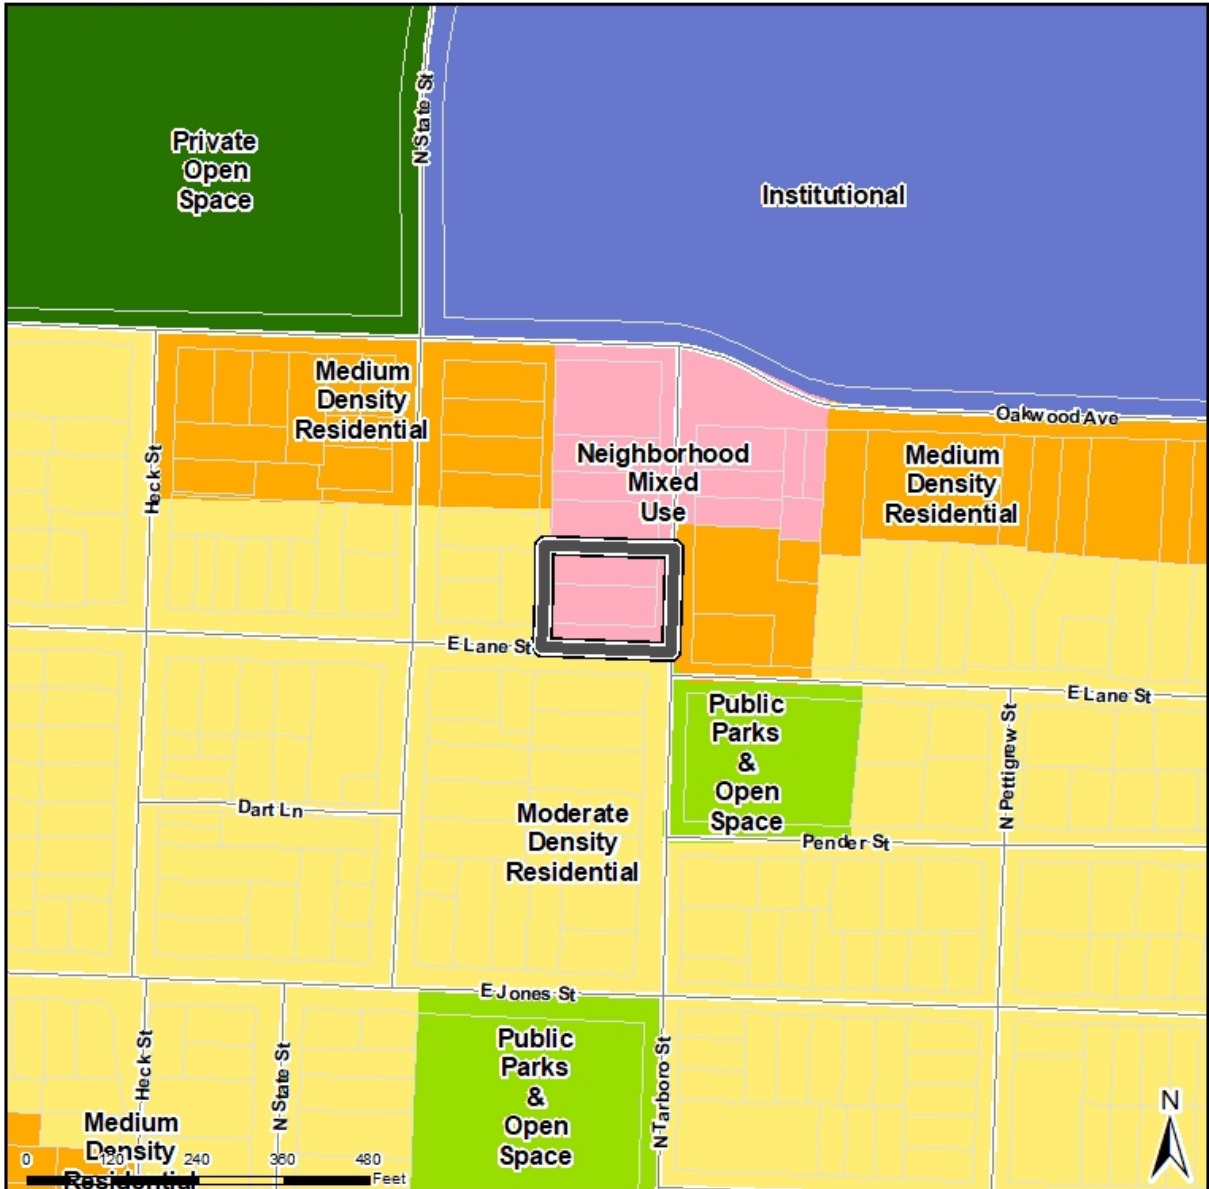 N State St
Private
Open
Space
Institutional
Medium
Density
Residential
Oakwood Ave
Heck St
Neighborhood
Mixed
Use
Medium
Density
Residential
E Lane St
E Lane St
Public
Parks
&
Open
Space
N Pettigrew St
Dart Ln
Moderate
Density
Residential
Pender St
E Jones St
Heck St
N State St
Public
Parks
&
Open
Space
N Tarboro St
N
Medium
Density
Residential
0 120 240 360 480
Feet